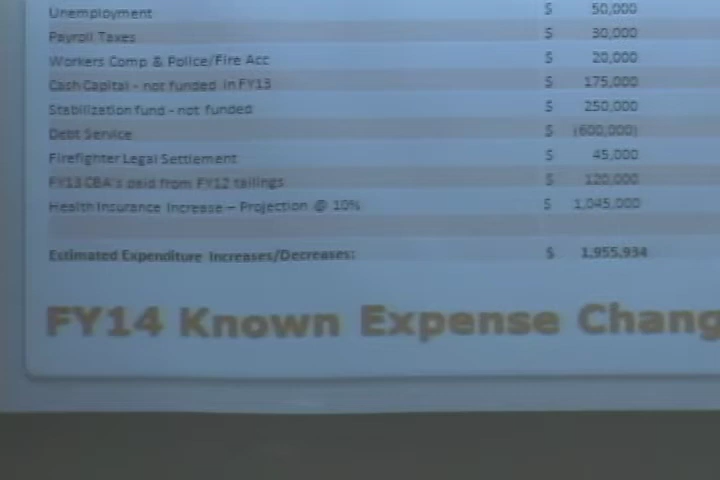 Unemployment $ 50,000
Payroll Taxes $ 30,000
Workers Comp & Police/Fire Acc $ 20,000
Cash Capital - not funded in FY13 $ 175,000
Stabilization fund - not funded $ 250,000
Debt Service $ (600,000)
Firefighter Legal Settlement $ 45,000
FY13 CBA's paid from FY12 tailings $ 120,000
Health Insurance Increase – Projection @ 10% $ 1,045,000
Estimated Expenditure Increases/Decreases: $ 1,955,934
FY14 Known Expense Chang